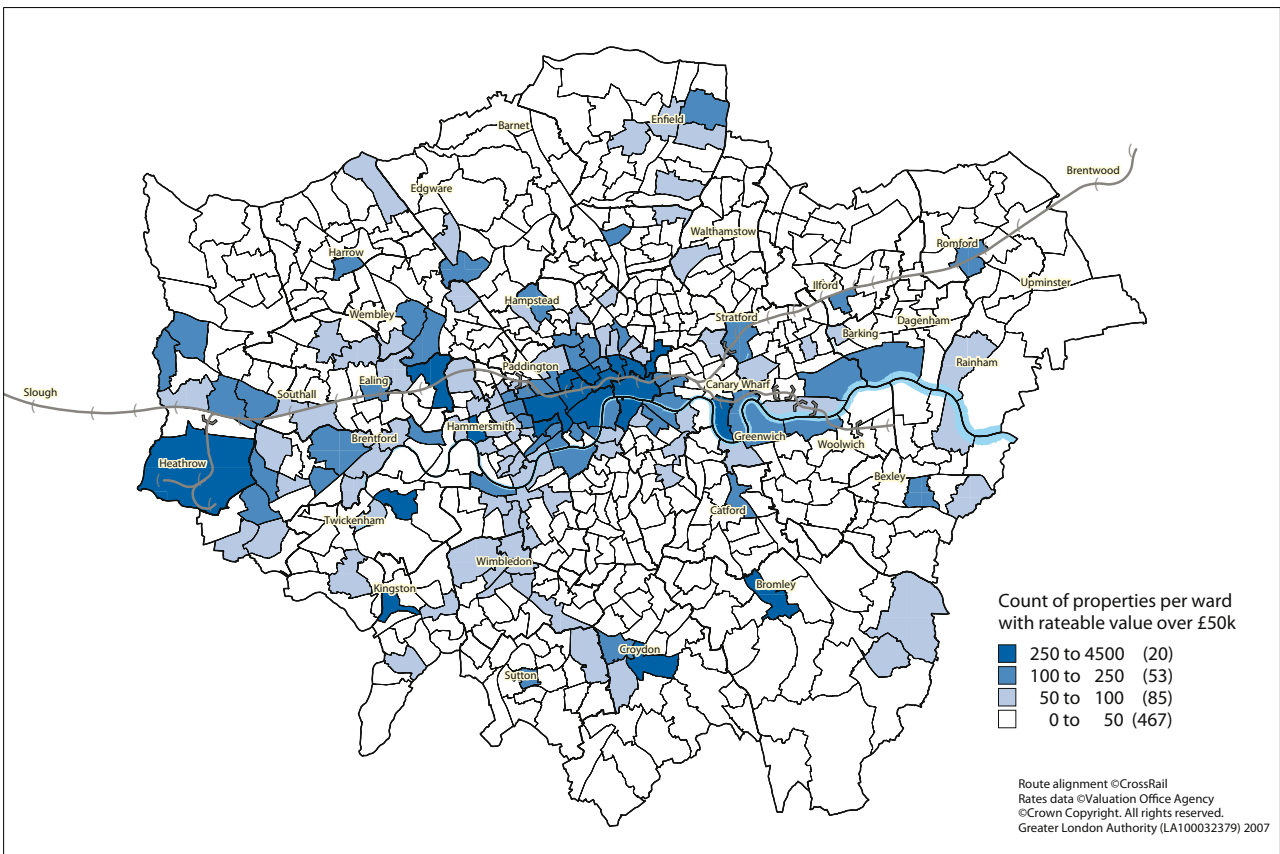 Enfield
Barnet
Brentwood
Edgware
Walthamstow
Romford
Harrow
Upminster
Ilford
Hampstead
Wembley
Stratford
Dagenham
Barking
Rainham
Paddington
Ealing
Canary Wharf
Slough
Southall
Hammersmith
Brentford
Greenwich
Woolwich
Heathrow
Bexley
Catford
Twickenham
Wimbledon
Bromley
Kingston
Croydon
Sutton
Count of properties per ward
with rateable value over £50k
250 to 4500 (20)
100 to 250 (53)
50 to 100 (85)
0 to 50 (467)
Route alignment ©CrossRail
Rates data ©Valuation Office Agency
©Crown Copyright. All rights reserved.
Greater London Authority (LA100032379) 2007